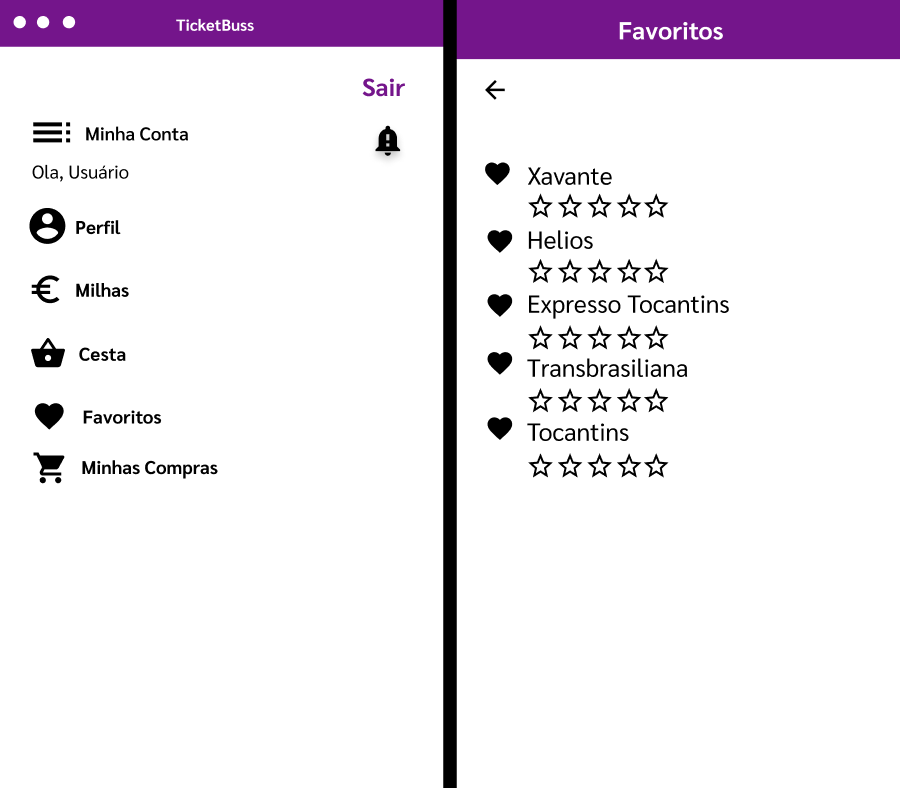 TicketBuss
Sair
Minha Conta
Ola, Usuário
Perfil
Milhas
Cesta
Favoritos
Minhas Compras
Favoritos
Xavante
Helios
Expresso Tocantins
Transbrasiliana
Tocantins